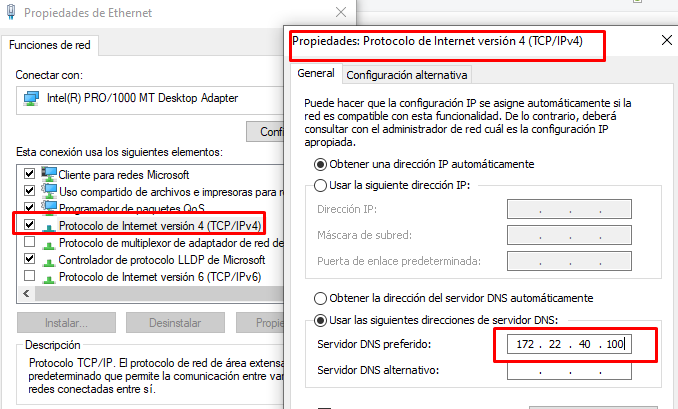 Propiedades de Ethernet
Funciones de red
Conectar con:
Intel(R) PRO/1000 MT Desktop Adapter
Esta conexión usa los siguientes elementos:
Cliente para redes Microsoft
Uso compartido de archivos e impresoras para
Programador de paquetes QoS
Protocolo de Internet versión 4 (TCP/IPv4)
Protocolo de multiplexor de adaptador de red de
Controlador de protocolo LLDP de Microsoft
Protocolo de Internet versión 6 (TCP/IPv6)
Instalar...
Desinstalar
Descripción
Protocolo TCP/IP. El protocolo de red de área
predeterminado que permite la comunicación entre
redes conectadas entre sí.
Propiedades: Protocolo de Internet versión 4 (TCP/IPv4)
General
Configuración alternativa
Puede hacer que la configuración IP se asigne automáticamente si la
red es compatible con esta funcionalidad. De lo contrario, deberá
consultar con el administrador de red cuál es la configuración IP
apropiada.
Obtener una dirección IP automáticamente
Usar la siguiente dirección IP:
Dirección IP:
Máscara de subred:
Puerta de enlace predeterminada:
Obtener la dirección del servidor DNS automáticamente
Usar las siguientes direcciones de servidor DNS:
Servidor DNS preferido:
172 . 22 . 40 . 100
Servidor DNS alternativo: